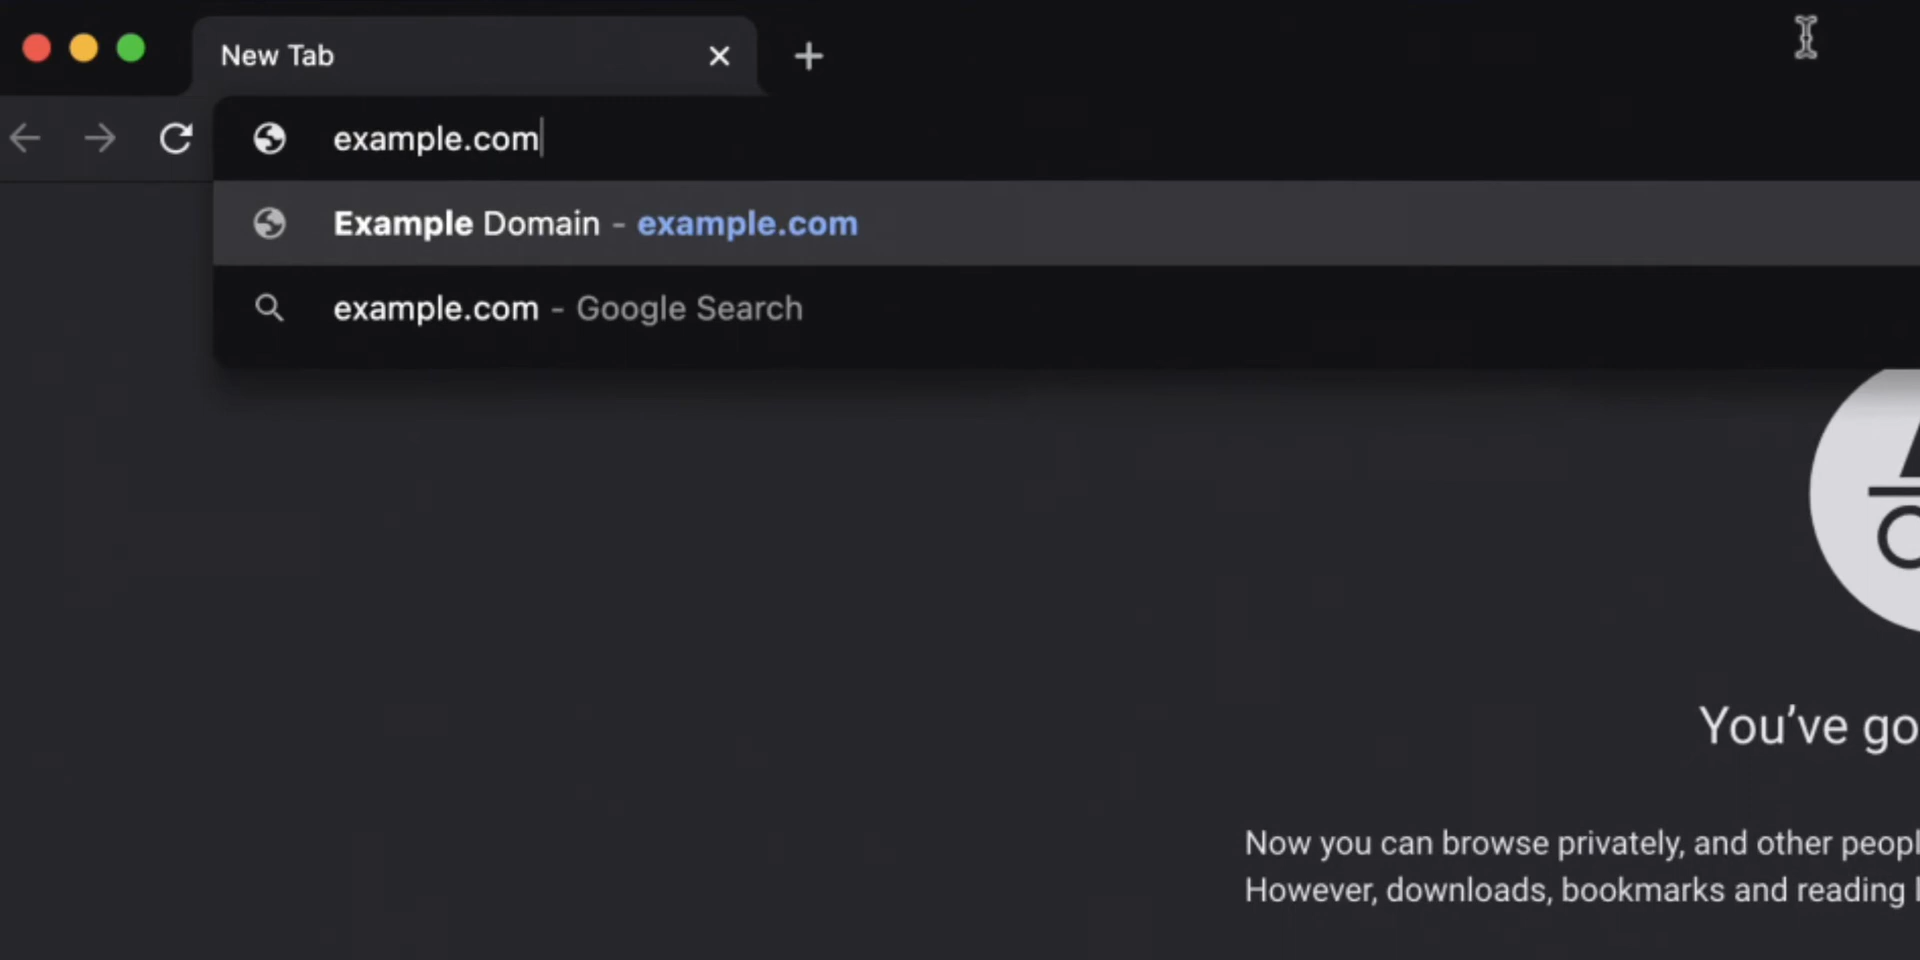 New Tab
example.com
Example Domain - example.com
example.com - Google Search
You've go
Now you can browse privately, and other peopl
However, downloads, bookmarks and reading l